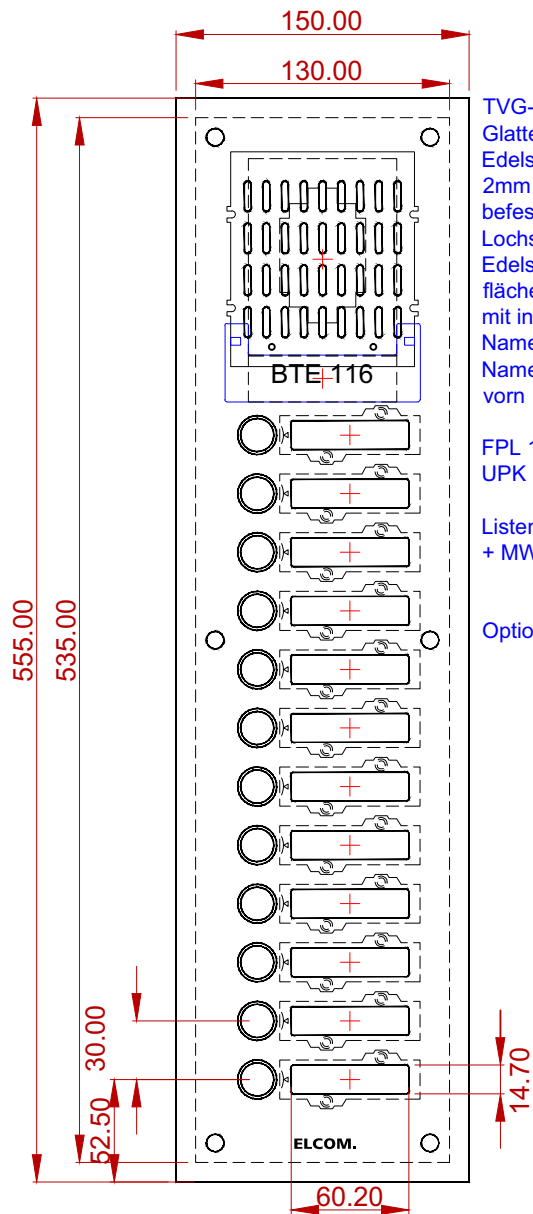 150.00
130.00
TVG-
Glatte
Edels
2mm
befes
Lochs
Edels
fläche
mit in
Name
Name
vorn
BTE 116
FPL 1
UPK
Listen
+ MW
Optio
555.00
535.00
30.00
52.50
14.70
ELCOM.
60.20